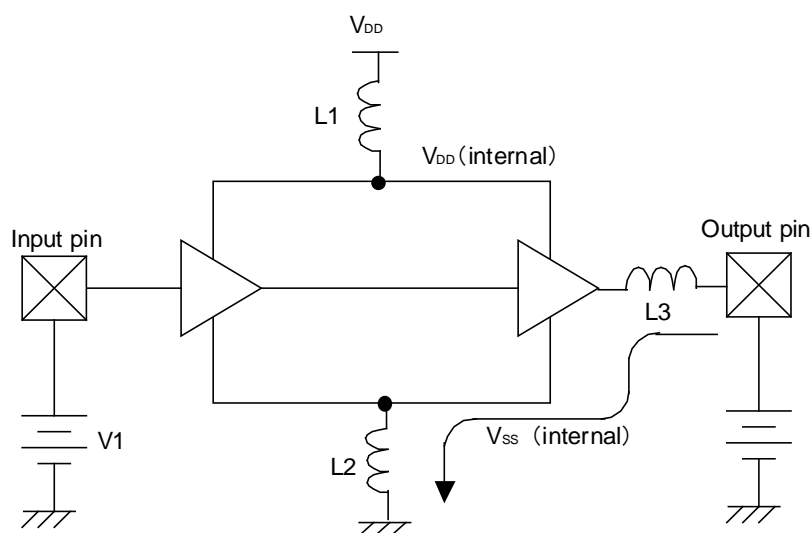 VDD
L1
VDD（internal）
Input pin
Output pin
L3
V1
VSS（internal）
L2